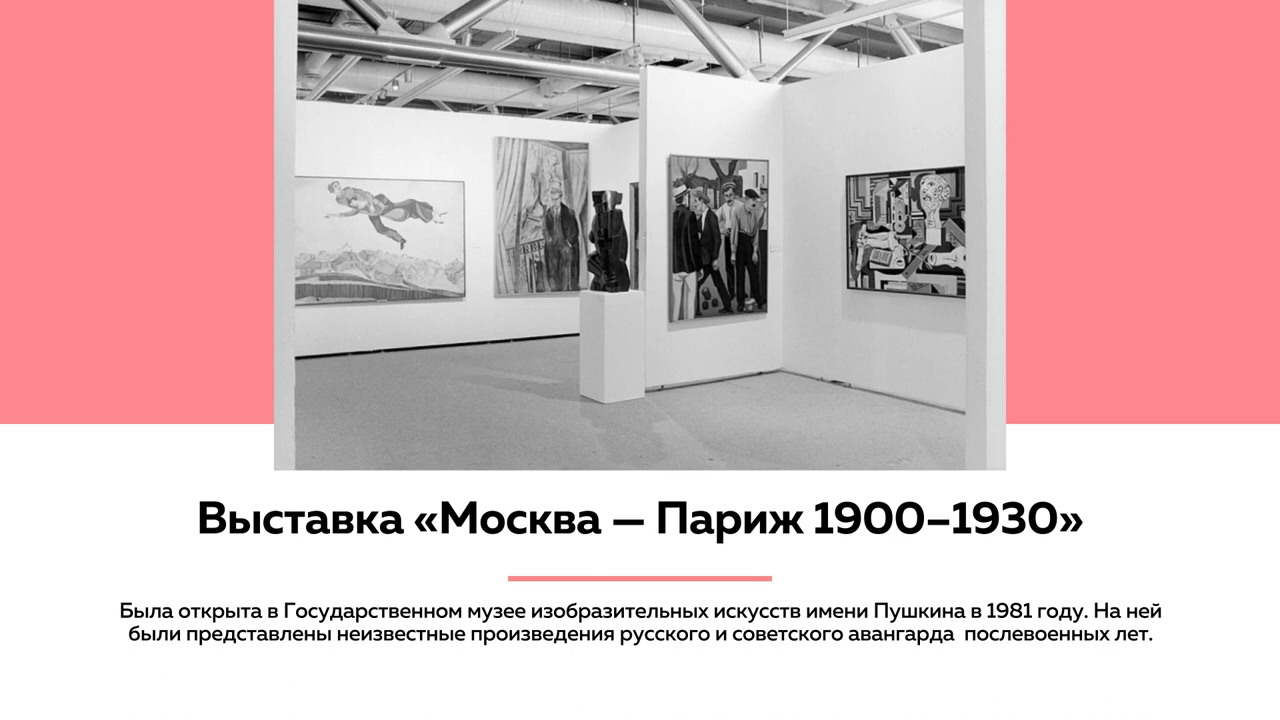 Выставка «Москва — Париж 1900–1930»
Была открыта в Государственном музее изобразительных искусств имени Пушкина в 1981 году. На ней
были представлены неизвестные произведения русского и советского авангарда  послевоенных лет.